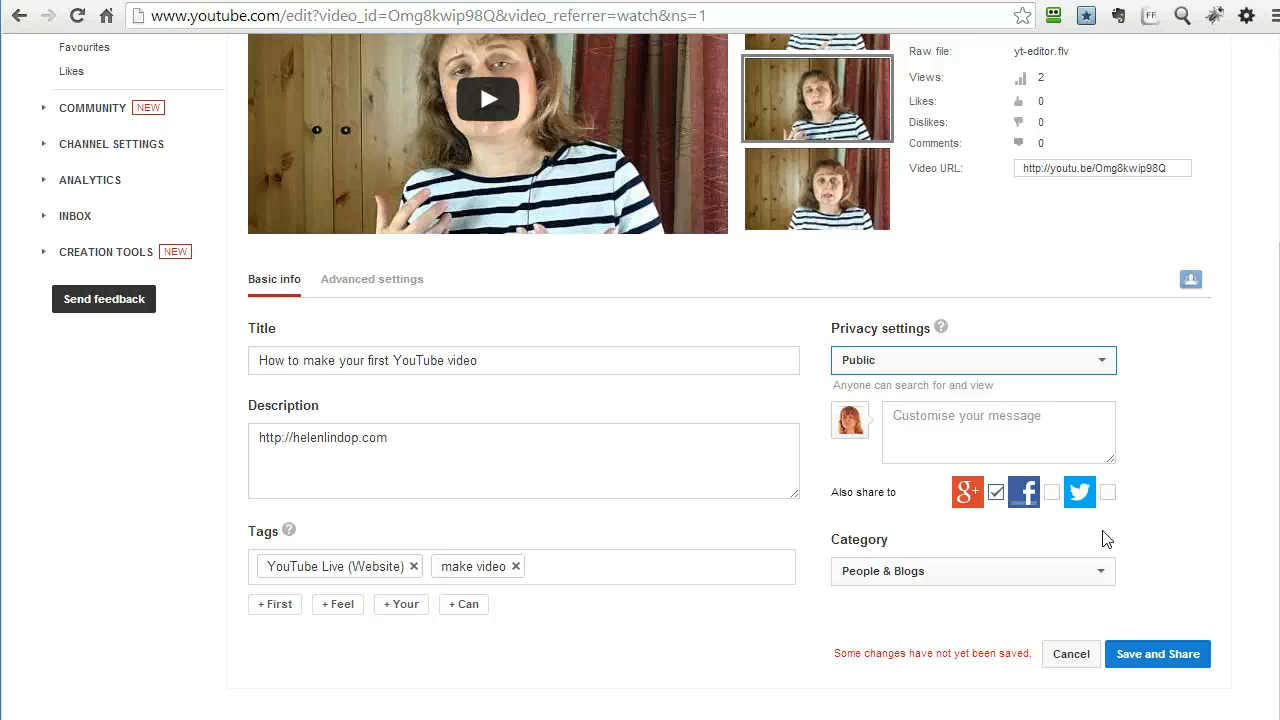 www.youtube.com/edit?video_id=Omg8kwip98Q&video_referrer=watch&ns=1
FF
Favourites
Likes
COMMUNITY NEW
CHANNEL SETTINGS
ANALYTICS
INBOX
CREATION TOOLS NEW
Send feedback
Raw file: yt-editor.flv
Views: 2
Likes: 0
Dislikes: 0
Comments: 0
Video URL: http://youtu.be/Omg8kwip98Q
Basic info Advanced settings
Title
How to make your first YouTube video
Description
http://helenlindop.com
Tags ?
YouTube Live (Website) × make video ×
+ First + Feel + Your + Can
Privacy settings ?
Public
Anyone can search for and view
Customise your message
Also share to g+ f
Category
People & Blogs
Some changes have not yet been saved. Cancel Save and Share